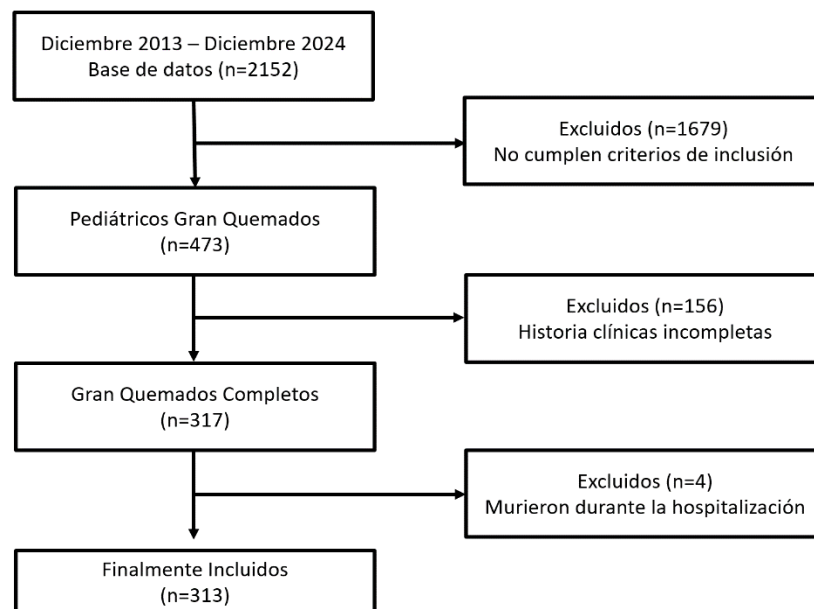 Diciembre 2013 – Diciembre 2024
Base de datos (n=2152)
Excluidos (n=1679)
No cumplen criterios de inclusión
Pediátricos Gran Quemados
(n=473)
Excluidos (n=156)
Historia clínicas incompletas
Gran Quemados Completos
(n=317)
Excluidos (n=4)
Murieron durante la hospitalización
Finalmente Incluidos
(n=313)